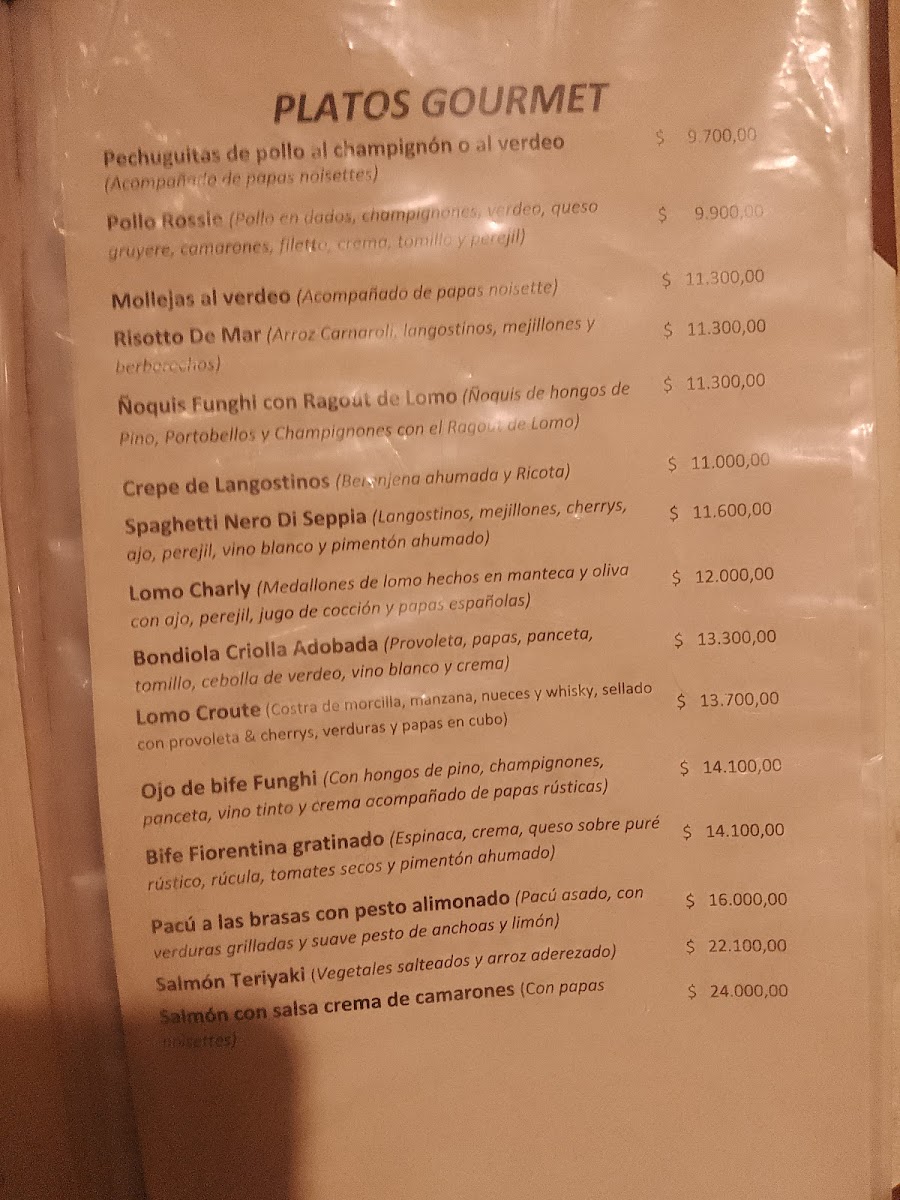 PLATOS GOURMET
Pechuguitas de pollo al champignón o al verdeo $ 9.700,00
(Acompañado de papas noisettes)
Pollo Rossie (Pollo en dados, champignones, verdeo, queso $ 9.900,00
gruyere, camarones, filetto, crema, tomillo y perejil)
Mollejas al verdeo (Acompañado de papas noisette) $ 11.300,00
Risotto De Mar (Arroz Carnaroli, langostinos, mejillones y $ 11.300,00
berberechos)
Ñoquis Funghi con Ragout de Lomo (Ñoquis de hongos de $ 11.300,00
Pino, Portobellos y Champignones con el Ragout de Lomo)
Crepe de Langostinos (Berenjena ahumada y Ricota) $ 11.000,00
Spaghetti Nero Di Seppia (Langostinos, mejillones, cherrys, $ 11.600,00
ajo, perejil, vino blanco y pimentón ahumado)
Lomo Charly (Medallones de lomo hechos en manteca y oliva $ 12.000,00
con ajo, perejil, jugo de cocción y papas españolas)
Bondiola Criolla Adobada (Provoleta, papas, panceta, $ 13.300,00
tomillo, cebolla de verdeo, vino blanco y crema)
Lomo Croute (Costra de morcilla, manzana, nueces y whisky, sellado $ 13.700,00
con provoleta & cherrys, verduras y papas en cubo)
Ojo de bife Funghi (Con hongos de pino, champignones, $ 14.100,00
panceta, vino tinto y crema acompañado de papas rústicas)
Bife Fiorentina gratinado (Espinaca, crema, queso sobre puré $ 14.100,00
rústico, rúcula, tomates secos y pimentón ahumado)
Pacú a las brasas con pesto alimonado (Pacú asado, con $ 16.000,00
verduras grilladas y suave pesto de anchoas y limón)
Salmón Teriyaki (Vegetales salteados y arroz aderezado) $ 22.100,00
Salmón con salsa crema de camarones (Con papas $ 24.000,00
noisettes)